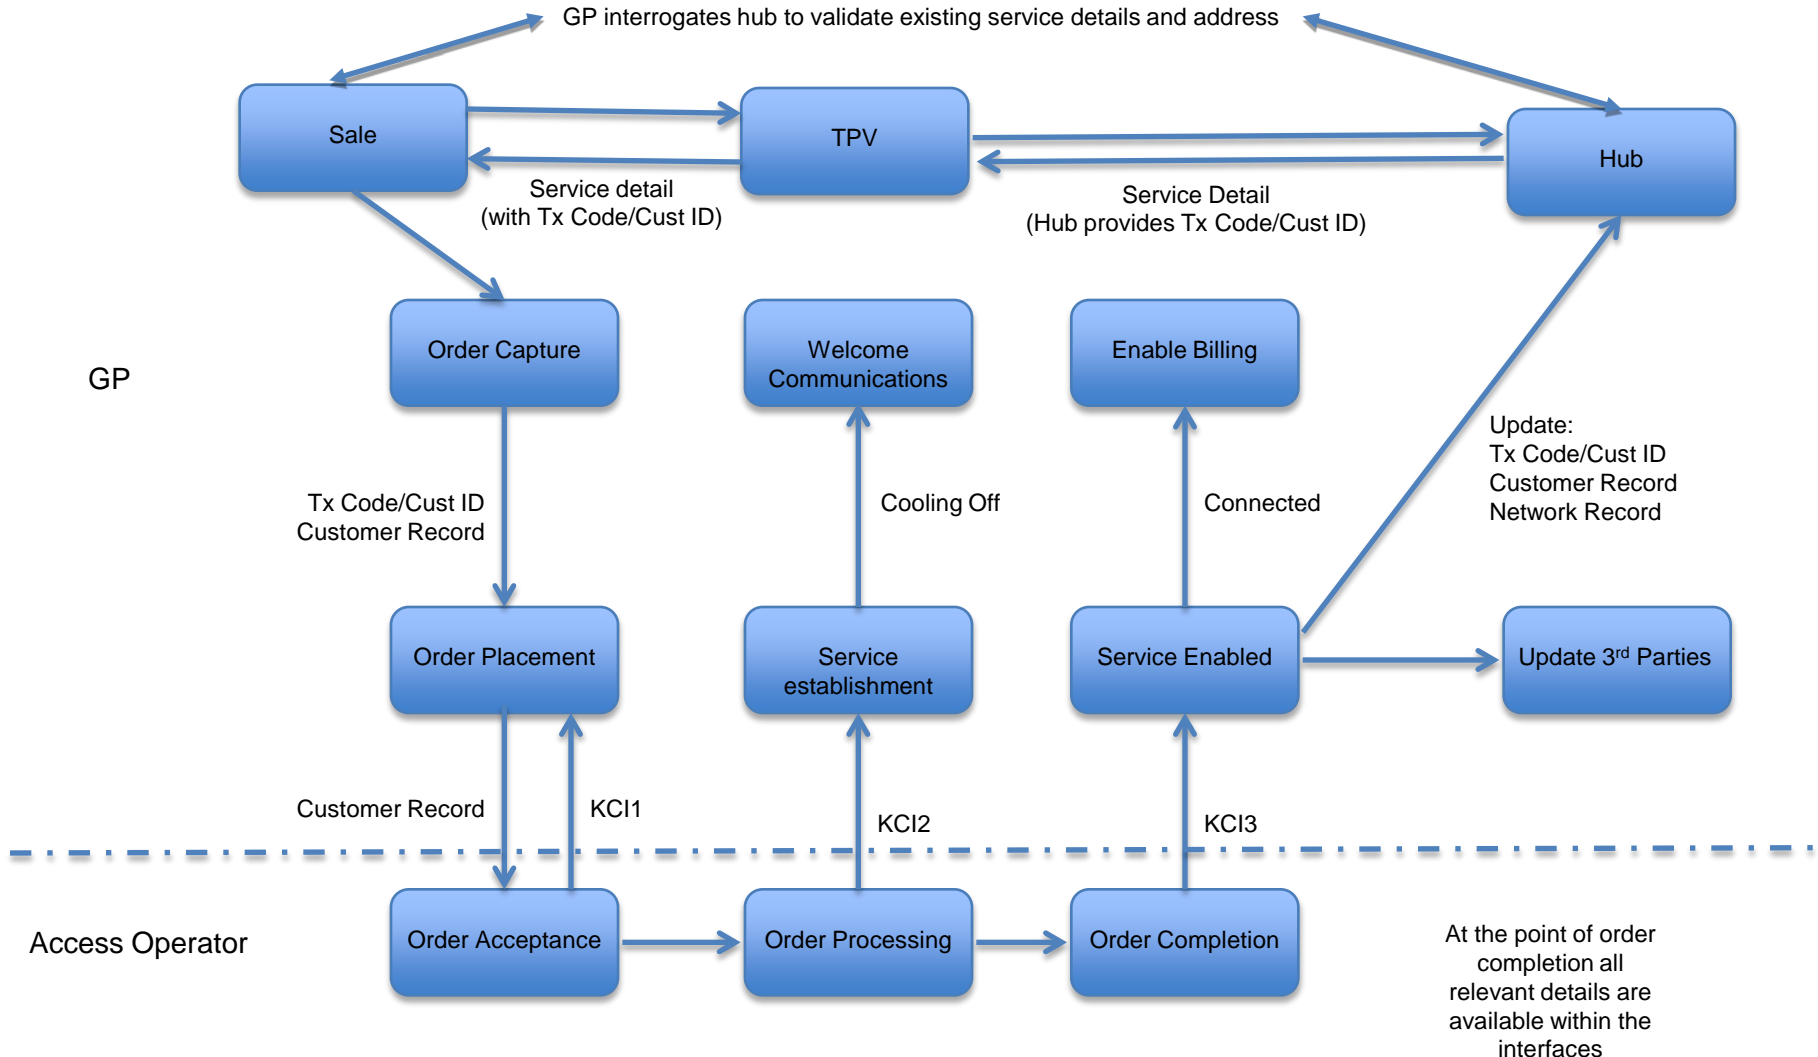 GP interrogates hub to validate existing service details and address
Sale
TPV
Hub
Service detail
(with Tx Code/Cust ID)
Service Detail
(Hub provides Tx Code/Cust ID)
GP
Order Capture
Welcome
Communications
Enable Billing
Update:
Tx Code/Cust ID
Customer Record
Network Record
Tx Code/Cust ID
Customer Record
Cooling Off
Connected
Order Placement
Service
establishment
Service Enabled
Update 3rd Parties
Customer Record
KCI1
KCI2
KCI3
Access Operator
Order Acceptance
Order Processing
Order Completion
At the point of order
completion all
relevant details are
available within the
interfaces